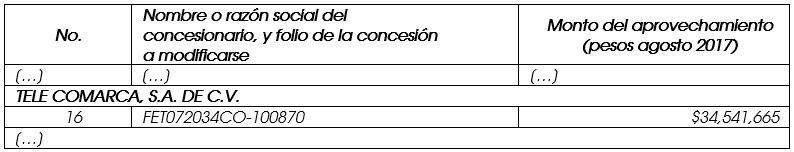 No.
Nombre o razón social del
concesionario, y folio de la concesión
a modificarse
Monto del aprovechamiento
(pesos agosto 2017)
(…) (…) (…)
TELE COMARCA, S.A. DE C.V.
16 FET072034CO-100870 $34,541,665
(…)